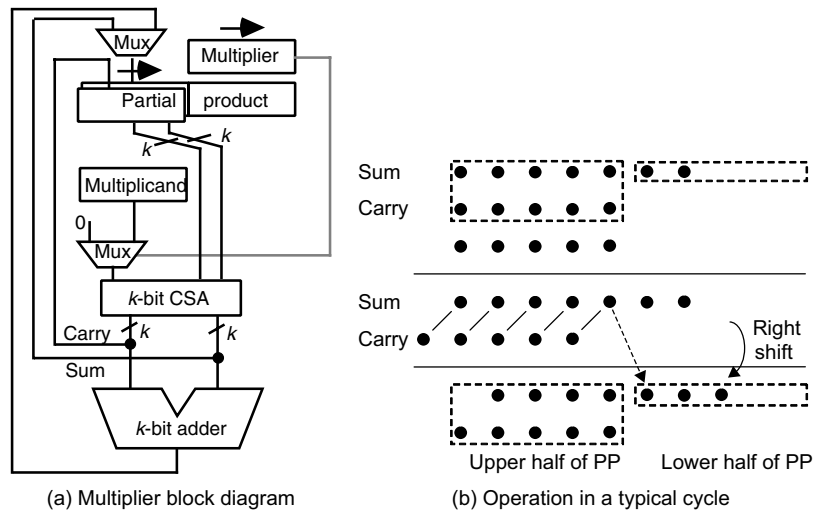 Mux
Multiplier
Partial product
k
k
Multiplicand
0
Mux
k-bit CSA
Carry
k
k
Sum
k-bit adder
(a) Multiplier block diagram
Sum
Carry
Sum
Carry
Right
shift
Upper half of PP
Lower half of PP
(b) Operation in a typical cycle